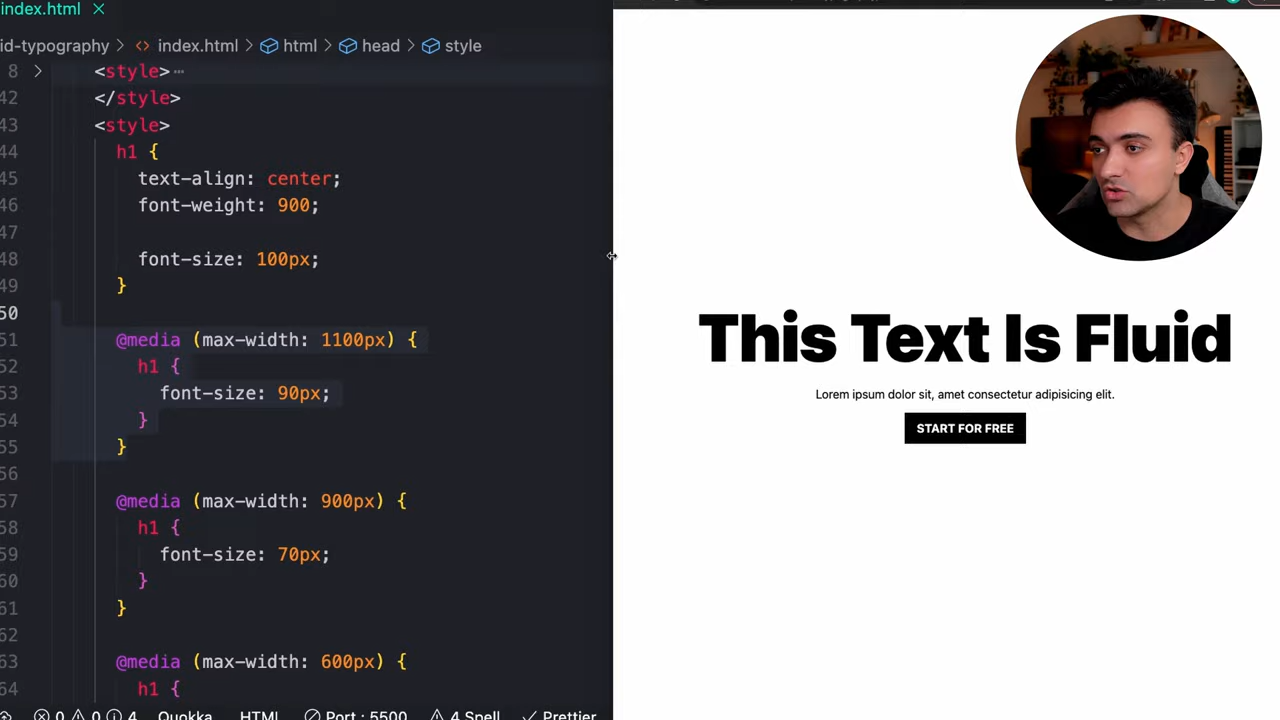 index.html
id-typography > index.html > html > head > style
8 <style>
42 </style>
43 <style>
44 h1 {
45 text-align: center;
46 font-weight: 900;
47
48 font-size: 100px;
49 }
50
51 @media (max-width: 1100px) {
52 h1 {
53 font-size: 90px;
54 }
55 }
56
57 @media (max-width: 900px) {
58 h1 {
59 font-size: 70px;
60 }
61 }
62
63 @media (max-width: 600px) {
64 h1 {
0 0 4 Quokka HTML Port : 5500 4 Spell Prettier
This Text Is Fluid
Lorem ipsum dolor sit, amet consectetur adipisicing elit.
START FOR FREE